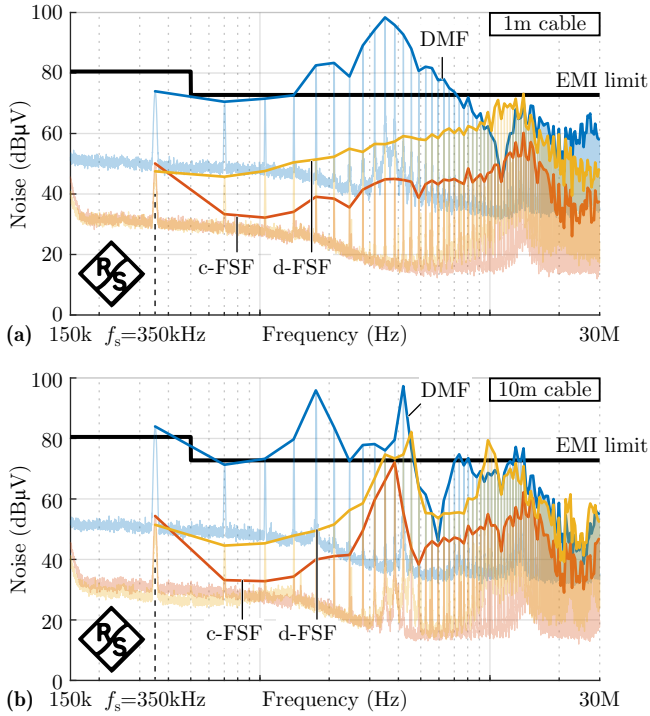 100
1m cable
DMF
80
EMI limit
60
Noise (dBµV)
40
c-FSF
d-FSF
20
R
S
0
(a)
150k fs=350kHz
Frequency (Hz)
30M
100
10m cable
DMF
80
EMI limit
60
Noise (dBµV)
40
c-FSF
d-FSF
20
R
S
0
(b)
150k fs=350kHz
Frequency (Hz)
30M